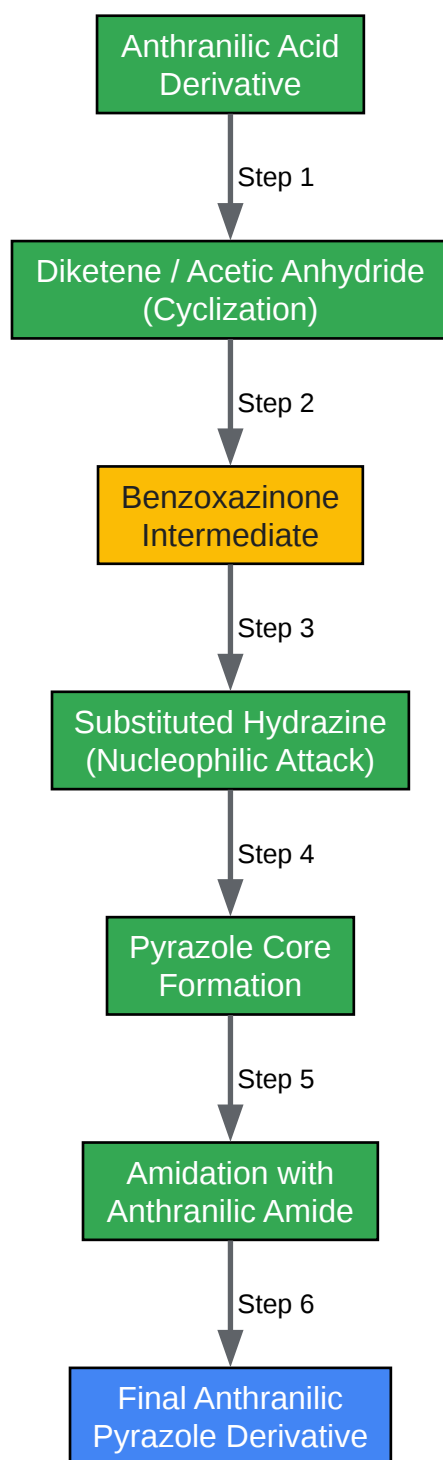 Anthranilic Acid
Derivative
Step 1
Diketene / Acetic Anhydride
(Cyclization)
Step 2
Benzoxazinone
Intermediate
Step 3
Substituted Hydrazine
(Nucleophilic Attack)
Step 4
Pyrazole Core
Formation
Step 5
Amidation with
Anthranilic Amide
Step 6
Final Anthranilic
Pyrazole Derivative